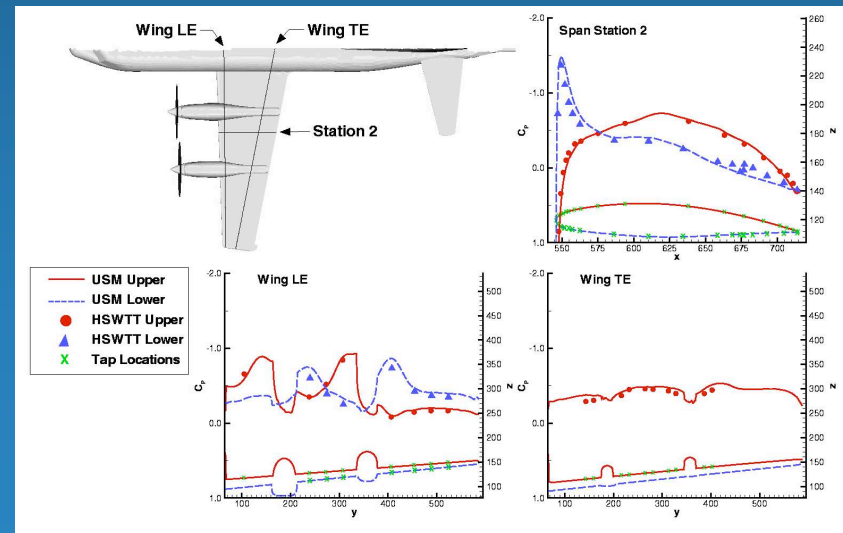 Wing LE
Wing TE
Station 2
USM Upper
USM Lower
HSWTT Upper
HSWTT Lower
Tap Locations
Span Station 2
-2.0
-1.0
0.0
1.0
C_P
550
575
600
625
650
675
700
x
260
240
220
200
180
160
140
120
z
Wing LE
-2.0
-1.0
0.0
1.0
C_P
100
200
300
400
500
y
500
450
400
350
300
250
200
150
100
z
Wing TE
-2.0
-1.0
0.0
1.0
C_P
100
200
300
400
500
y
500
450
400
350
300
250
200
150
100
z